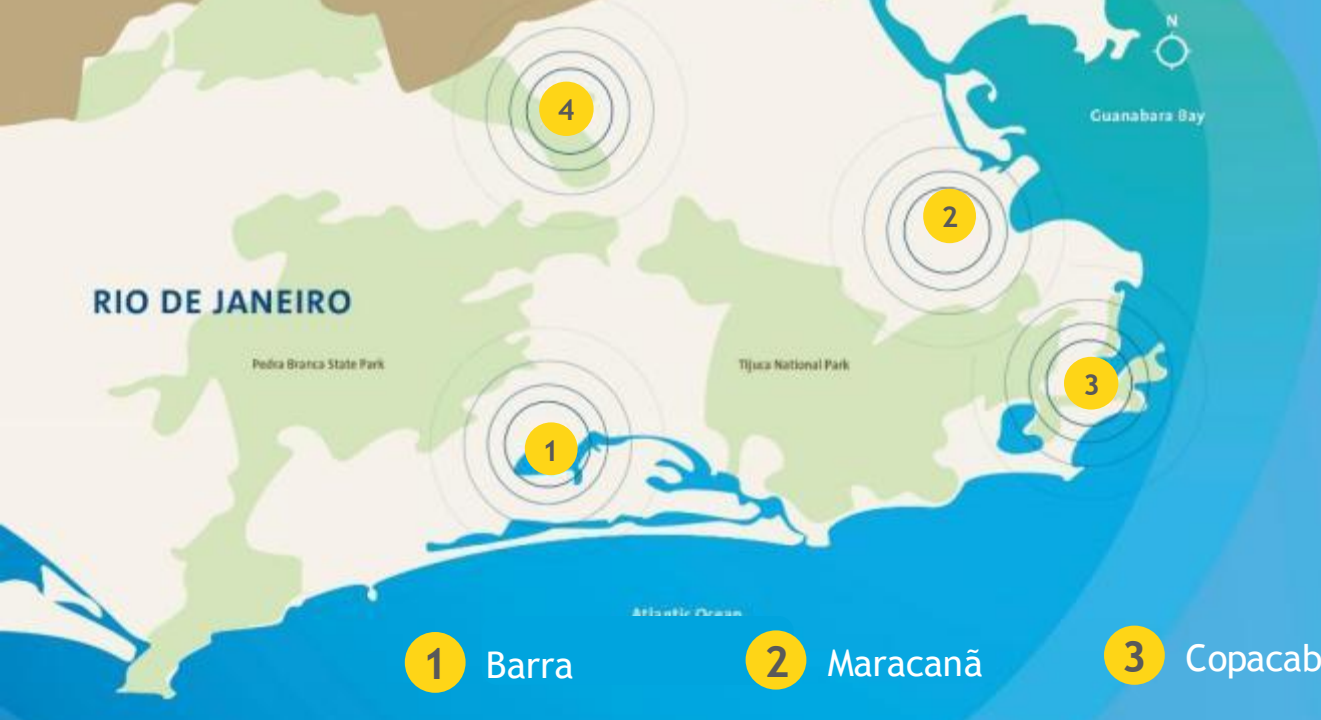 N
Guanabara Bay
4
2
RIO DE JANEIRO
Pedra Branca State Park
Tijuca National Park
3
1
Atlantic Ocean
1 Barra
2 Maracanã
3 Copacab